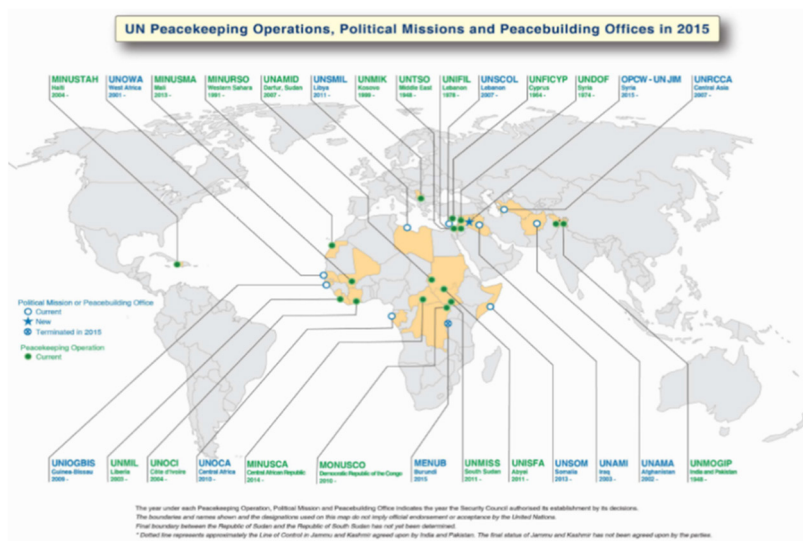 UN Peacekeeping Operations, Political Missions and Peacebuilding Offices in 2015
MINUSTAH
Haiti
2004 -
UNOWA
West Africa
2001 -
MINUSMA
Mali
2013 -
MINURSO
Western Sahara
1991 -
UNAMID
Darfur, Sudan
2007 -
UNSMIL
Libya
2011 -
UNMIK
Kosovo
1999 -
UNTSO
Middle East
1948 -
UNIFIL
Lebanon
1978 -
UNSCOL
Lebanon
2007 -
UNFICYP
Cyprus
1964 -
UNDOF
Syria
1974 -
OPCW - UN JIM
Syria
2015 -
UNRCCA
Central Asia
2007 -
Political Mission or Peacebuilding Office
Current
New
Terminated in 2015
Peacekeeping Operation
Current
UNIOGBIS
Guinea-Bissau
2009 -
UNMIL
Liberia
2003 -
UNOCI
Côte d'Ivoire
2004 -
UNOCA
Central Africa
2010 -
MINUSCA
Central African Republic
2014 -
MONUSCO
Democratic Republic of the Congo
2010 -
MENUB
Burundi
2015
UNMISS
South Sudan
2011 -
UNISFA
Abyei
2011 -
UNSOM
Somalia
2013 -
UNAMI
Iraq
2003 -
UNAMA
Afghanistan
2002 -
UNMOGIP
India and Pakistan
1948 -
The year under each Peacekeeping Operation, Political Mission and Peacebuilding Office indicates the year the Security Council authorised its establishment by its decisions.
The boundaries and names shown and the designations used on this map do not imply official endorsement or acceptance by the United Nations.
Final boundary between the Republic of Sudan and the Republic of South Sudan has not yet been determined.
* Dotted line represents approximately the Line of Control in Jammu and Kashmir agreed upon by India and Pakistan. The final status of Jammu and Kashmir has not been agreed upon by the parties.